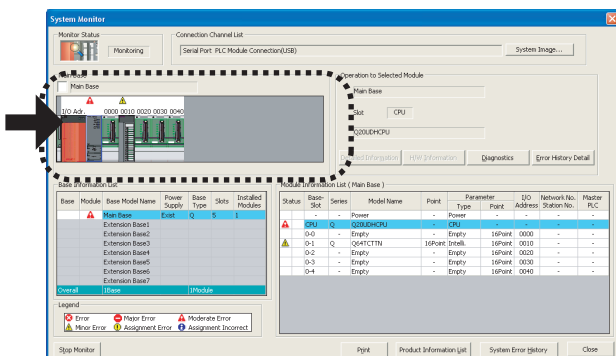 System Monitor
Monitor Status
Monitoring
Connection Channel List
Serial Port PLC Module Connection(USB)
System Image...
Main Base
Main Base
I/O Adr. 0000 0010 0020 0030 0040
Operation to Selected Module
Main Base
Slot CPU
Q20UDHCPU
Detailed Information H/W Information Diagnostics Error History Detail
Base Information List
Base Module Base Model Name Power Supply Base Type Slots Installed Modules
Main Base Exist Q 5 1
Extension Base1
Extension Base2
Extension Base3
Extension Base4
Extension Base5
Extension Base6
Extension Base7
Overall 1Base 1Module
Module Information List ( Main Base )
Status Base-Slot Series Model Name Point Parameter Type Point I/O Address Network No. Station No. Master PLC
- - Power - Power - - - -
CPU Q Q20UDHCPU - CPU - - - -
0-0 - Empty - Empty 16Point 0000 - -
0-1 Q Q64TCTTN 16Point Intelli. 16Point 0010 - -
0-2 - Empty - Empty 16Point 0020 - -
0-3 - Empty - Empty 16Point 0030 - -
0-4 - Empty - Empty 16Point 0040 - -
Legend
Error Major Error Moderate Error
Minor Error Assignment Error Assignment Incorrect
Stop Monitor Print Product Information List System Error History Close